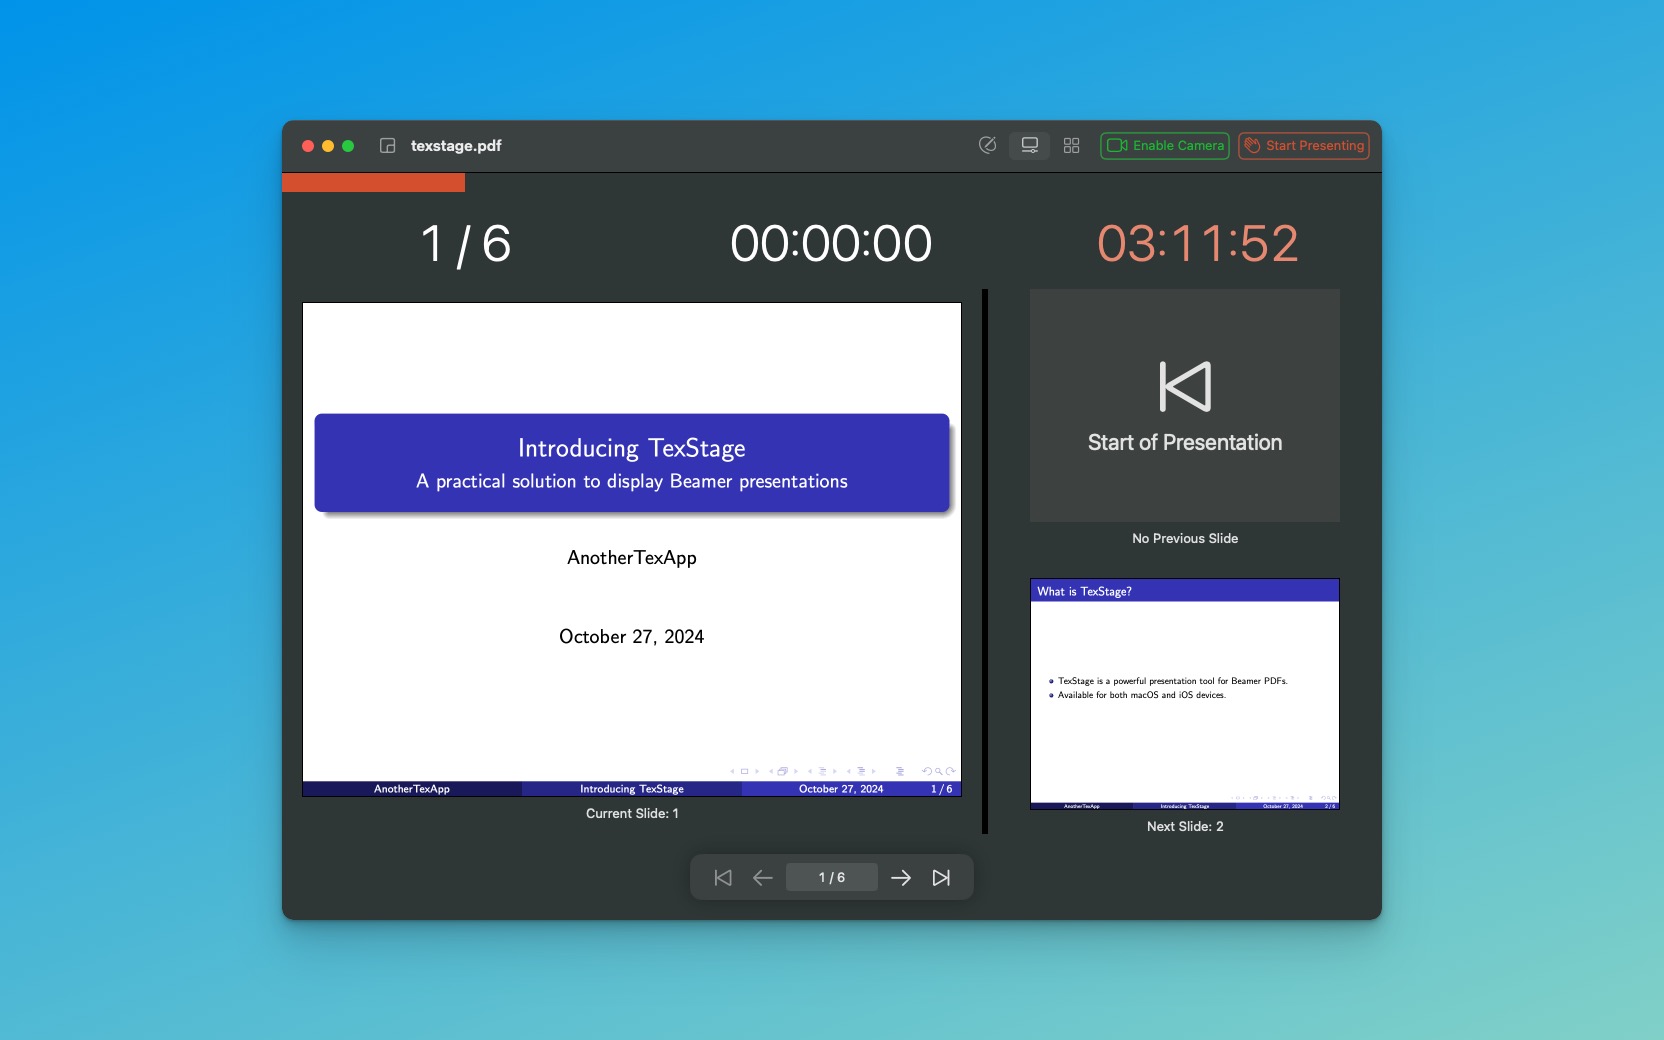 texstage.pdf
Enable Camera
Start Presenting
1 / 6
00:00:00
03:11:52
Introducing TexStage
A practical solution to display Beamer presentations
AnotherTexApp
October 27, 2024
AnotherTexApp
Introducing TexStage
October 27, 2024
1 / 6
Current Slide: 1
Start of Presentation
No Previous Slide
What is TexStage?
TexStage is a powerful presentation tool for Beamer PDFs.
Available for both macOS and iOS devices.
AnotherTexApp
Introducing TexStage
October 27, 2024
2 / 6
Next Slide: 2
1 / 6